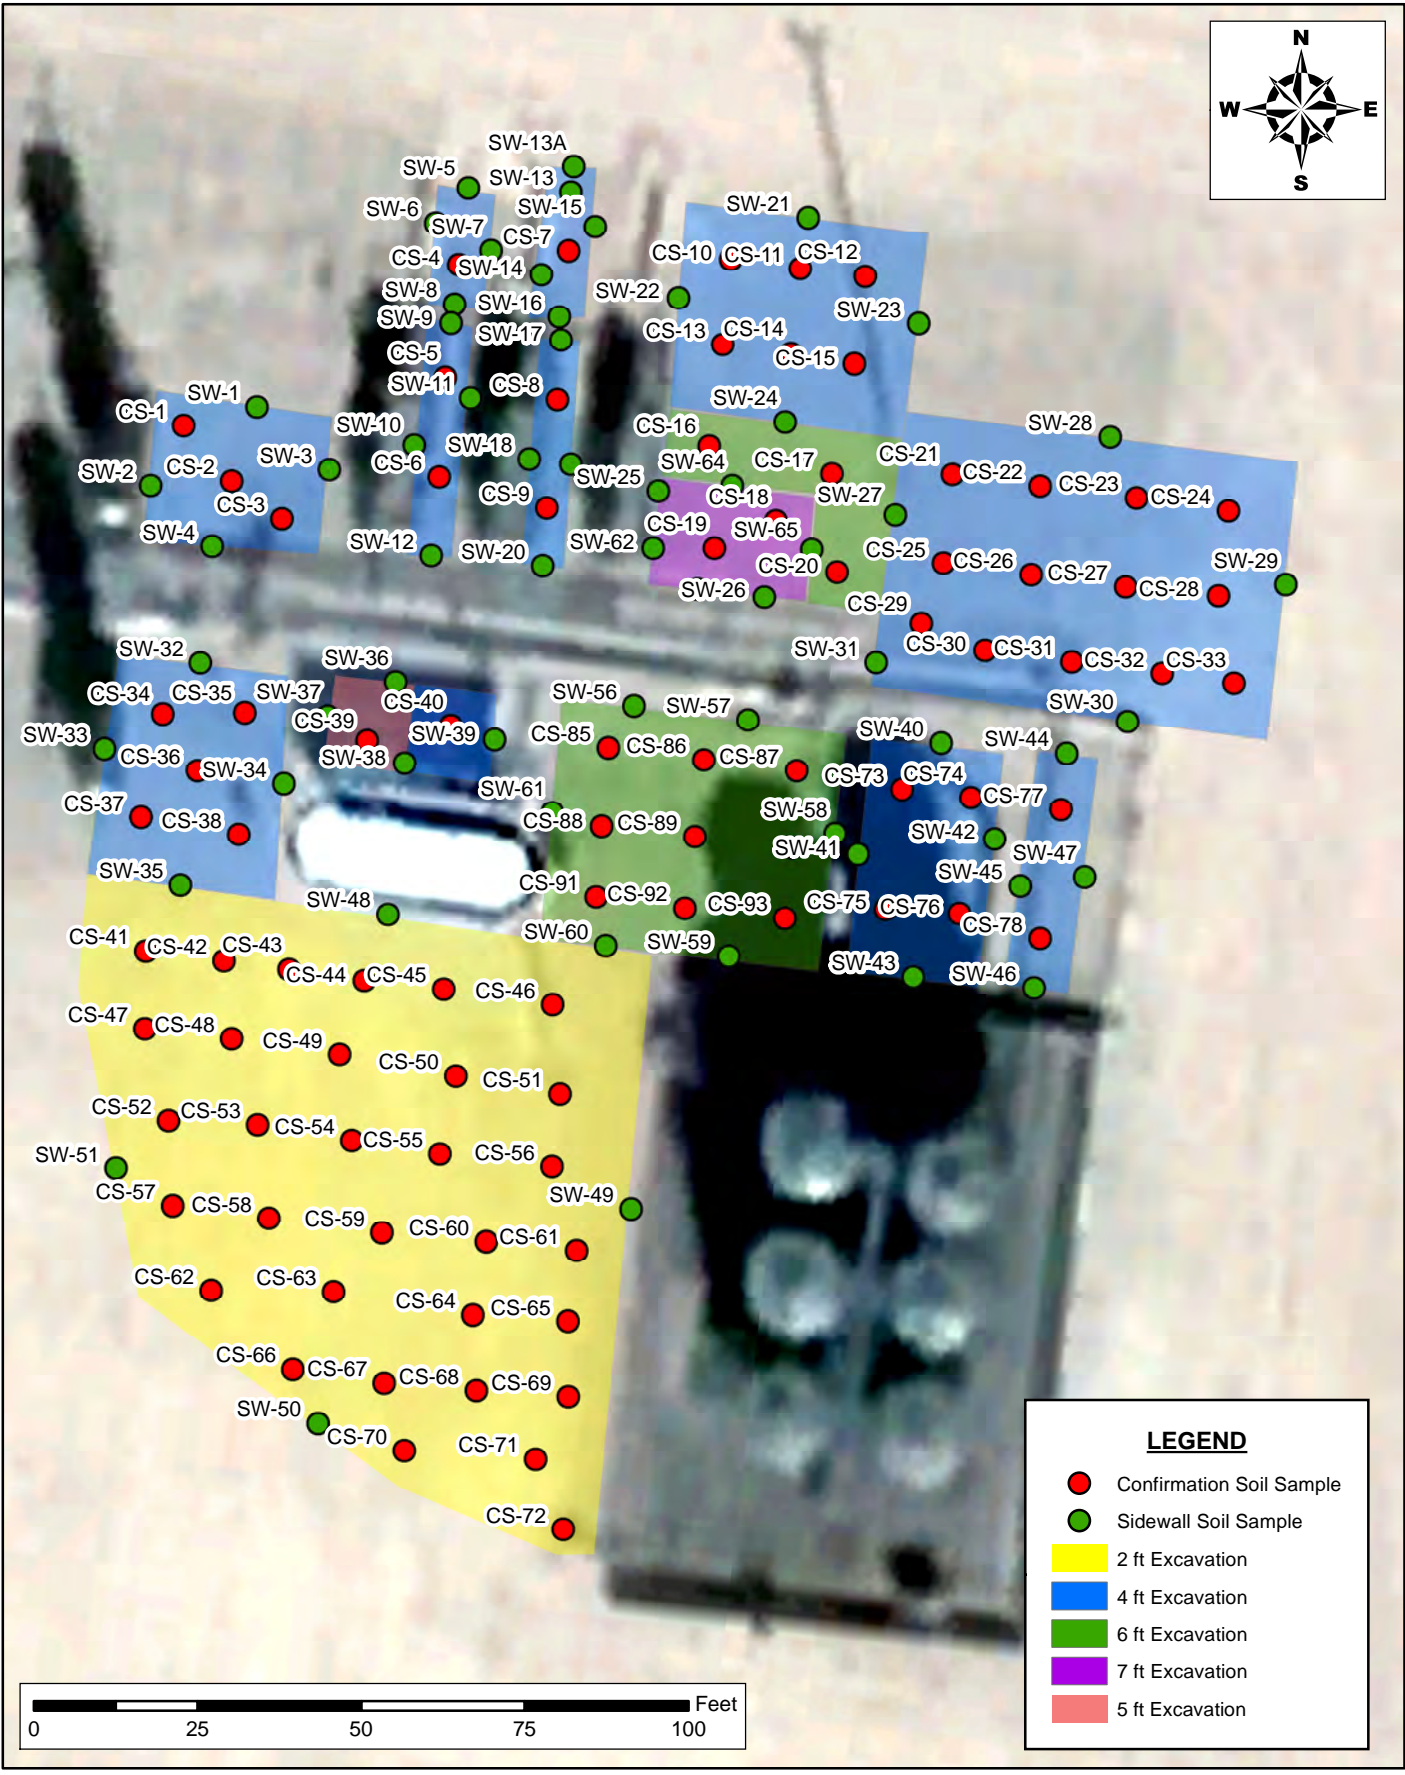 N
W E
S
SW-13A
SW-5
SW-13
SW-6
SW-7
SW-15
SW-21
CS-4
CS-7
SW-14
CS-10
CS-11
CS-12
SW-8
SW-16
SW-22
SW-9
SW-17
SW-23
CS-5
CS-13
CS-14
CS-15
SW-11
CS-8
SW-1
CS-1
SW-24
SW-10
CS-16
SW-28
SW-2
CS-2
SW-3
CS-6
SW-18
SW-25
SW-64
CS-17
CS-21
CS-22
CS-23
CS-24
CS-3
CS-9
CS-18
SW-27
SW-4
SW-12
SW-20
SW-62
CS-19
SW-65
CS-20
CS-25
CS-26
CS-27
CS-28
SW-29
SW-26
CS-29
CS-30
CS-31
CS-32
CS-33
SW-32
SW-36
SW-31
CS-34
CS-35
SW-37
CS-40
SW-56
SW-57
SW-30
SW-33
CS-39
SW-39
CS-85
CS-86
CS-87
SW-40
SW-44
CS-36
SW-34
SW-38
SW-61
CS-73
CS-74
CS-77
CS-37
CS-38
CS-88
CS-89
SW-58
SW-41
SW-42
SW-47
SW-35
SW-48
CS-91
CS-92
CS-93
CS-75
CS-76
SW-45
CS-78
CS-41
CS-42
CS-43
SW-60
SW-59
SW-43
SW-46
CS-44
CS-45
CS-46
CS-47
CS-48
CS-49
CS-50
CS-51
CS-52
CS-53
CS-54
CS-55
CS-56
SW-51
CS-57
CS-58
CS-59
CS-60
CS-61
SW-49
CS-62
CS-63
CS-64
CS-65
CS-66
CS-67
CS-68
CS-69
SW-50
CS-70
CS-71
CS-72
LEGEND
Confirmation Soil Sample
Sidewall Soil Sample
2 ft Excavation
4 ft Excavation
6 ft Excavation
7 ft Excavation
5 ft Excavation
Feet
0 25 50 75 100